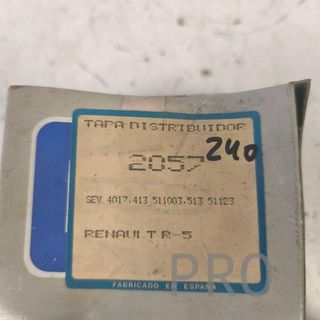 TAPA DISTRIBUIDOR
2057 240
SEV. 4017.413 511003.513 51123
RENAULT R-5
PRO
FABRICADO EN ESPAÑA